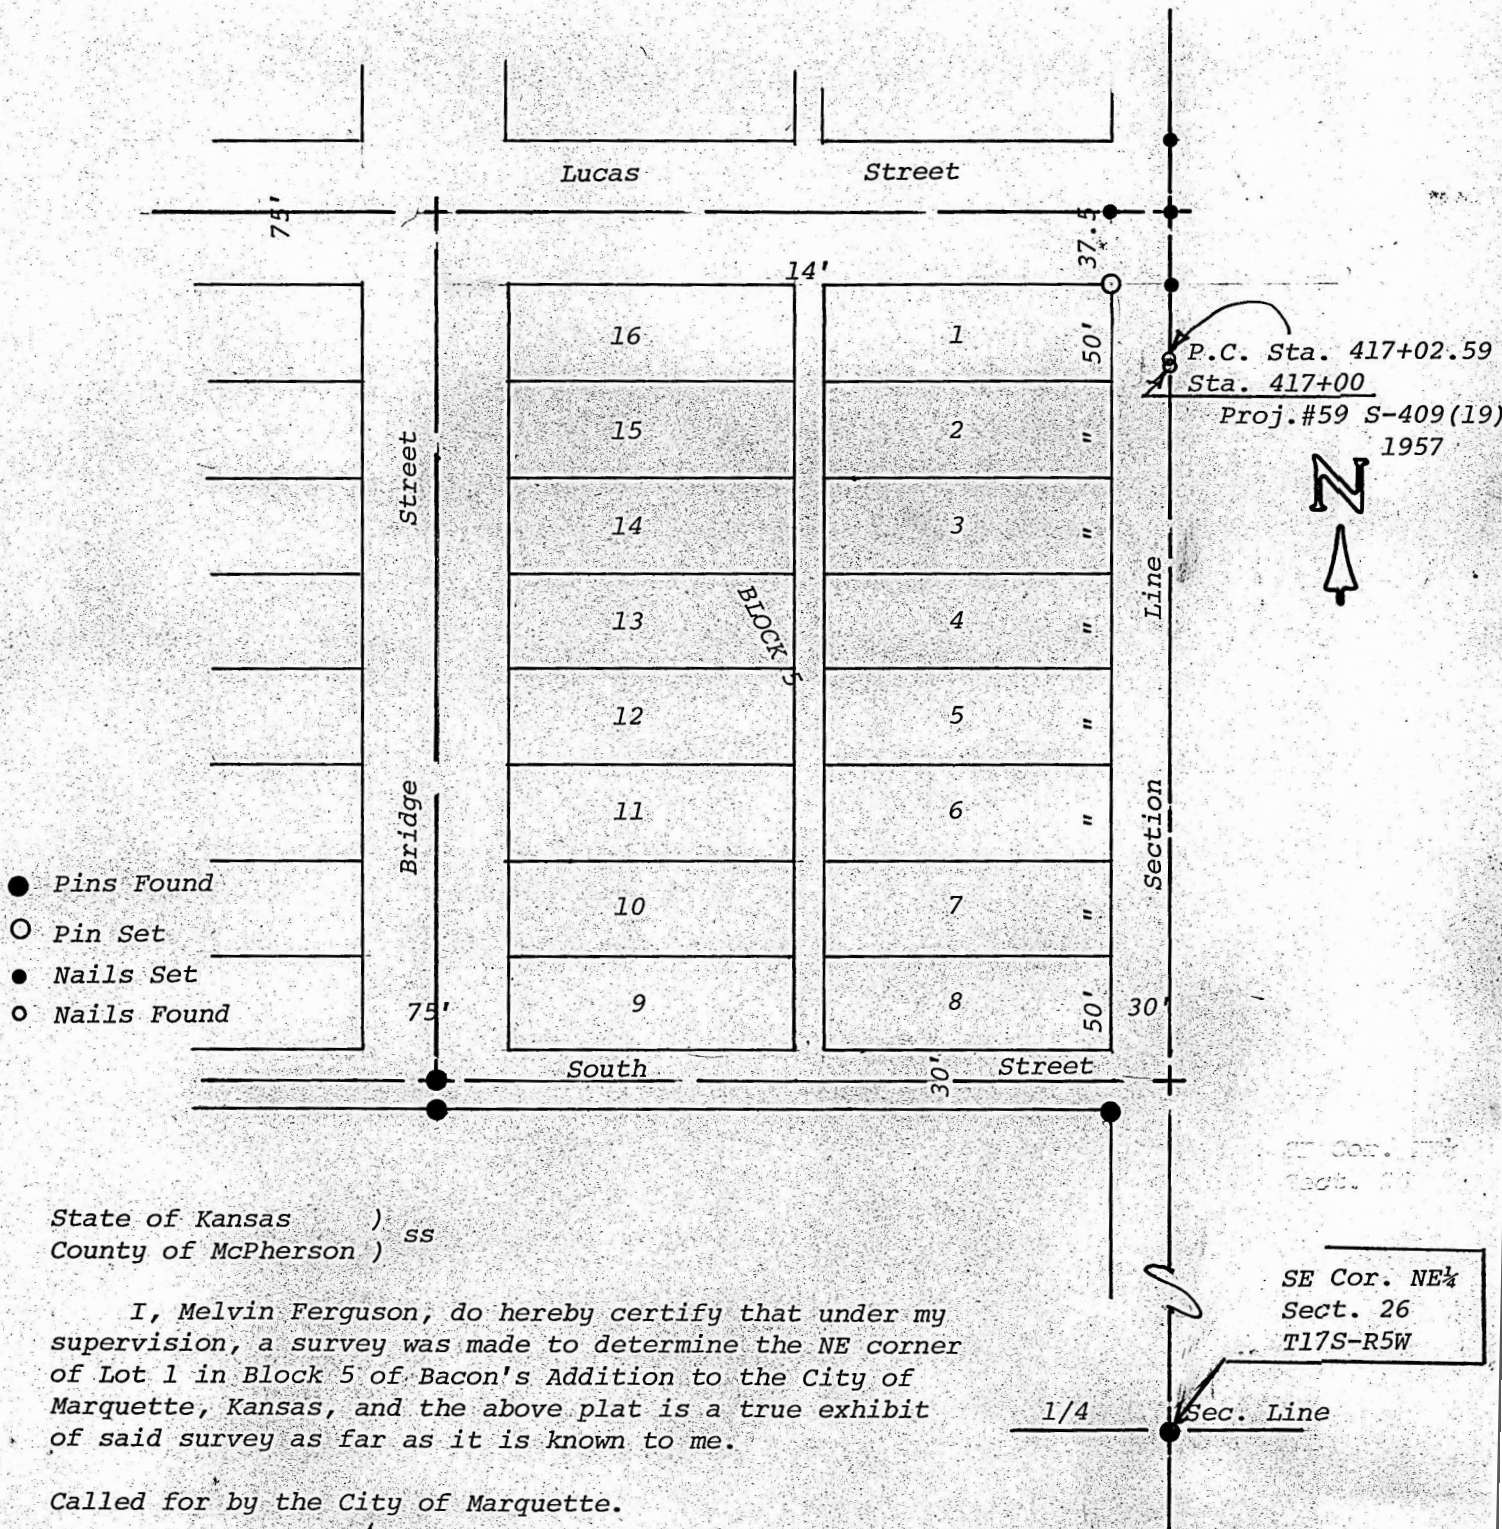 Lucas Street
75'
37.5
14'
16 1 50'
P.C. Sta. 417+02.59
Sta. 417+00
Proj.#59 S-409(19)
1957
N
15 2 "
14 3 "
13 4 "
BLOCK 5
12 5 "
11 6 "
10 7 "
9 8 50'
Bridge Street
Section Line
75'
30'
South Street
30'
Pins Found
Pin Set
Nails Set
Nails Found
State of Kansas )
County of McPherson ) ss
I, Melvin Ferguson, do hereby certify that under my
supervision, a survey was made to determine the NE corner
of Lot 1 in Block 5 of Bacon's Addition to the City of
Marquette, Kansas, and the above plat is a true exhibit
of said survey as far as it is known to me.
Called for by the City of Marquette.
SE Cor. NE¼
Sect. 26
T17S-R5W
1/4 Sec. Line